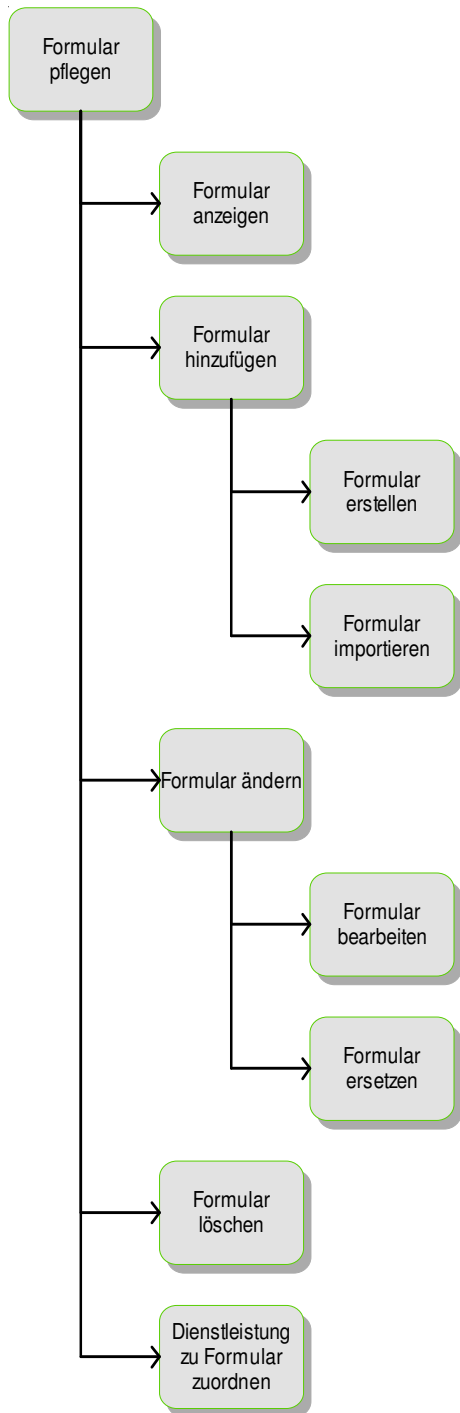 Formular
pflegen
Formular
anzeigen
Formular
hinzufügen
Formular
erstellen
Formular
importieren
Formular ändern
Formular
bearbeiten
Formular
ersetzen
Formular
löschen
Dienstleistung
zu Formular
zuordnen